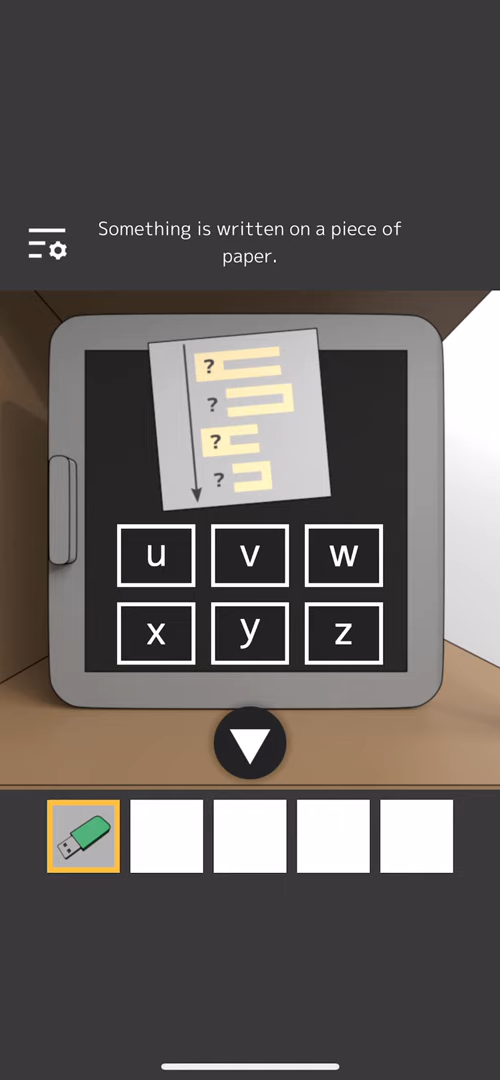 Something is written on a piece of
paper.
?
?
?
?
u v w
x y z